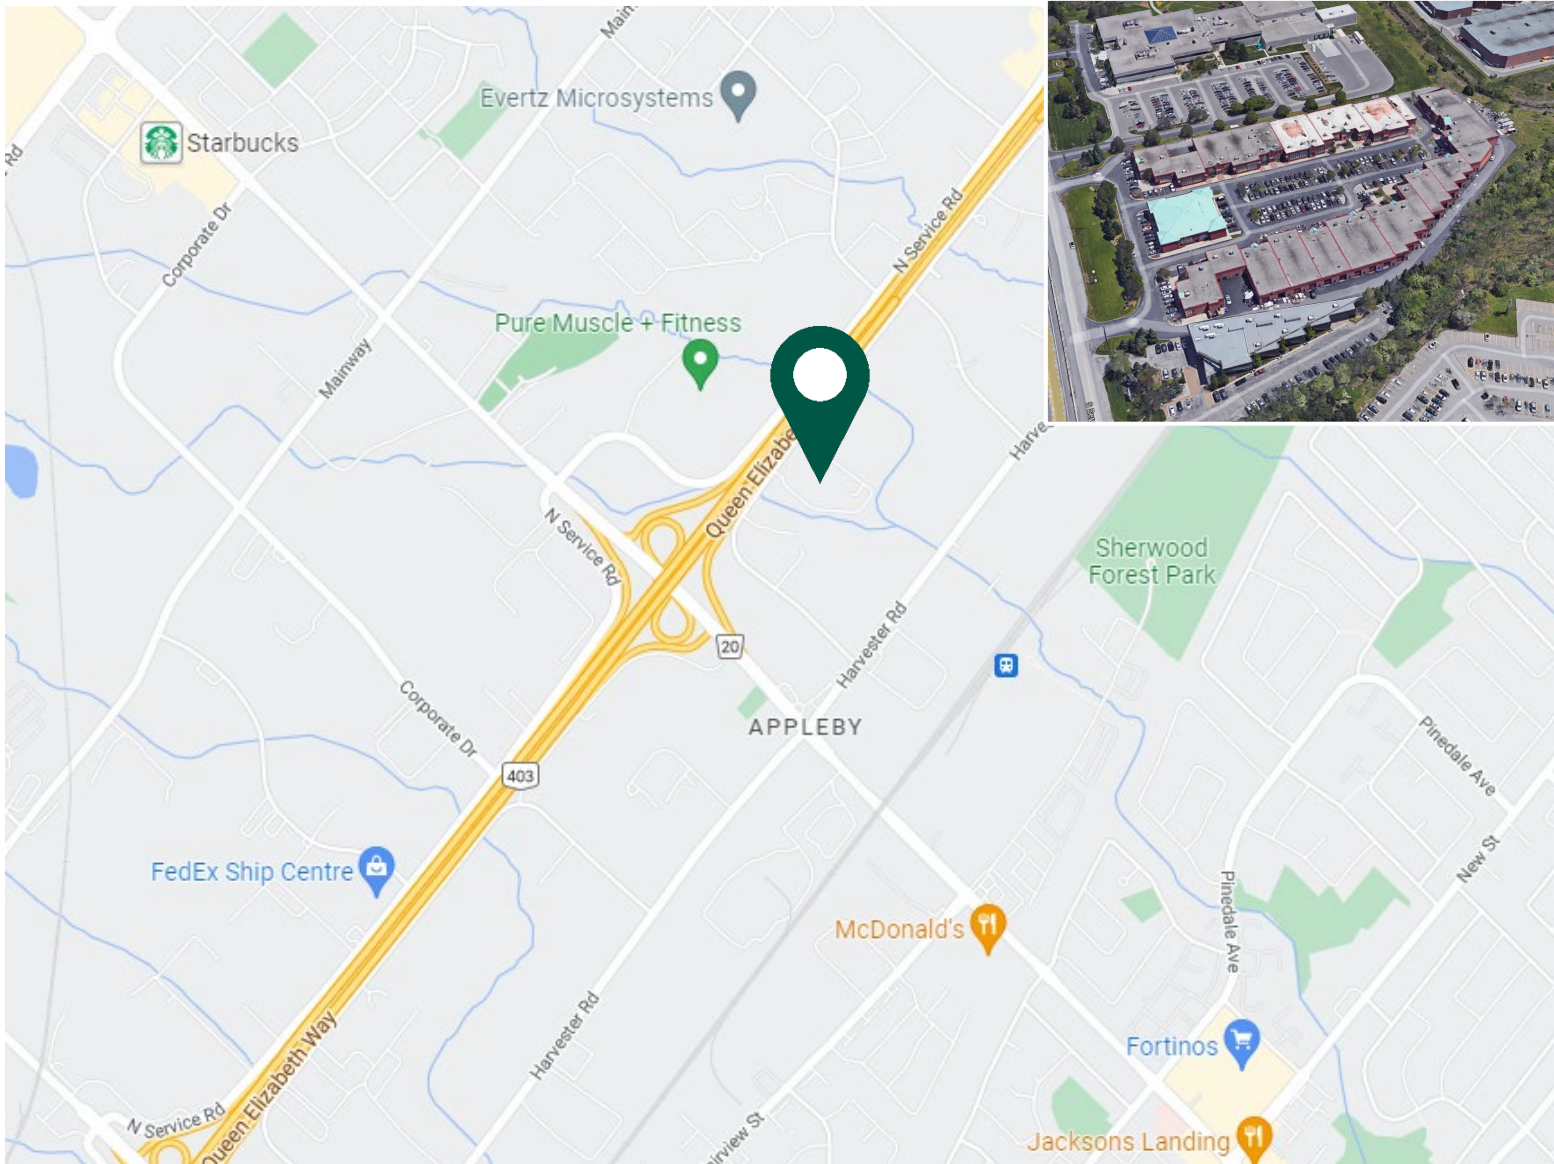 Main
Evertz Microsystems
Starbucks
Rd
Corporate Dr
N Service Rd
Pure Muscle + Fitness
Mainway
Harve
Queen Elizabe
N Service Rd
Sherwood
Forest Park
Harvester Rd
20
APPLEBY
Corporate Dr
403
Pinedale Ave
New St
FedEx Ship Centre
Pinedale Ave
McDonald's
Harvester Rd
Queen Elizabeth Way
Fortinos
N Service Rd
irview St
Jacksons Landing